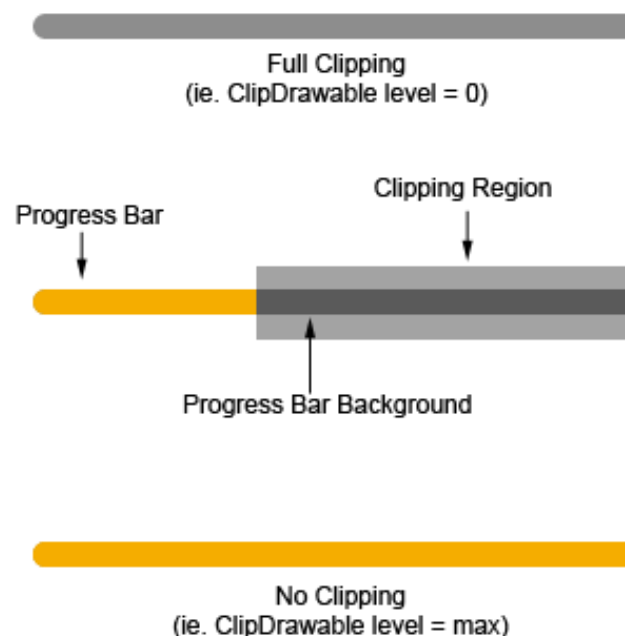 Full Clipping
(ie. ClipDrawable level = 0)
Clipping Region
Progress Bar
Progress Bar Background
No Clipping
(ie. ClipDrawable level = max)